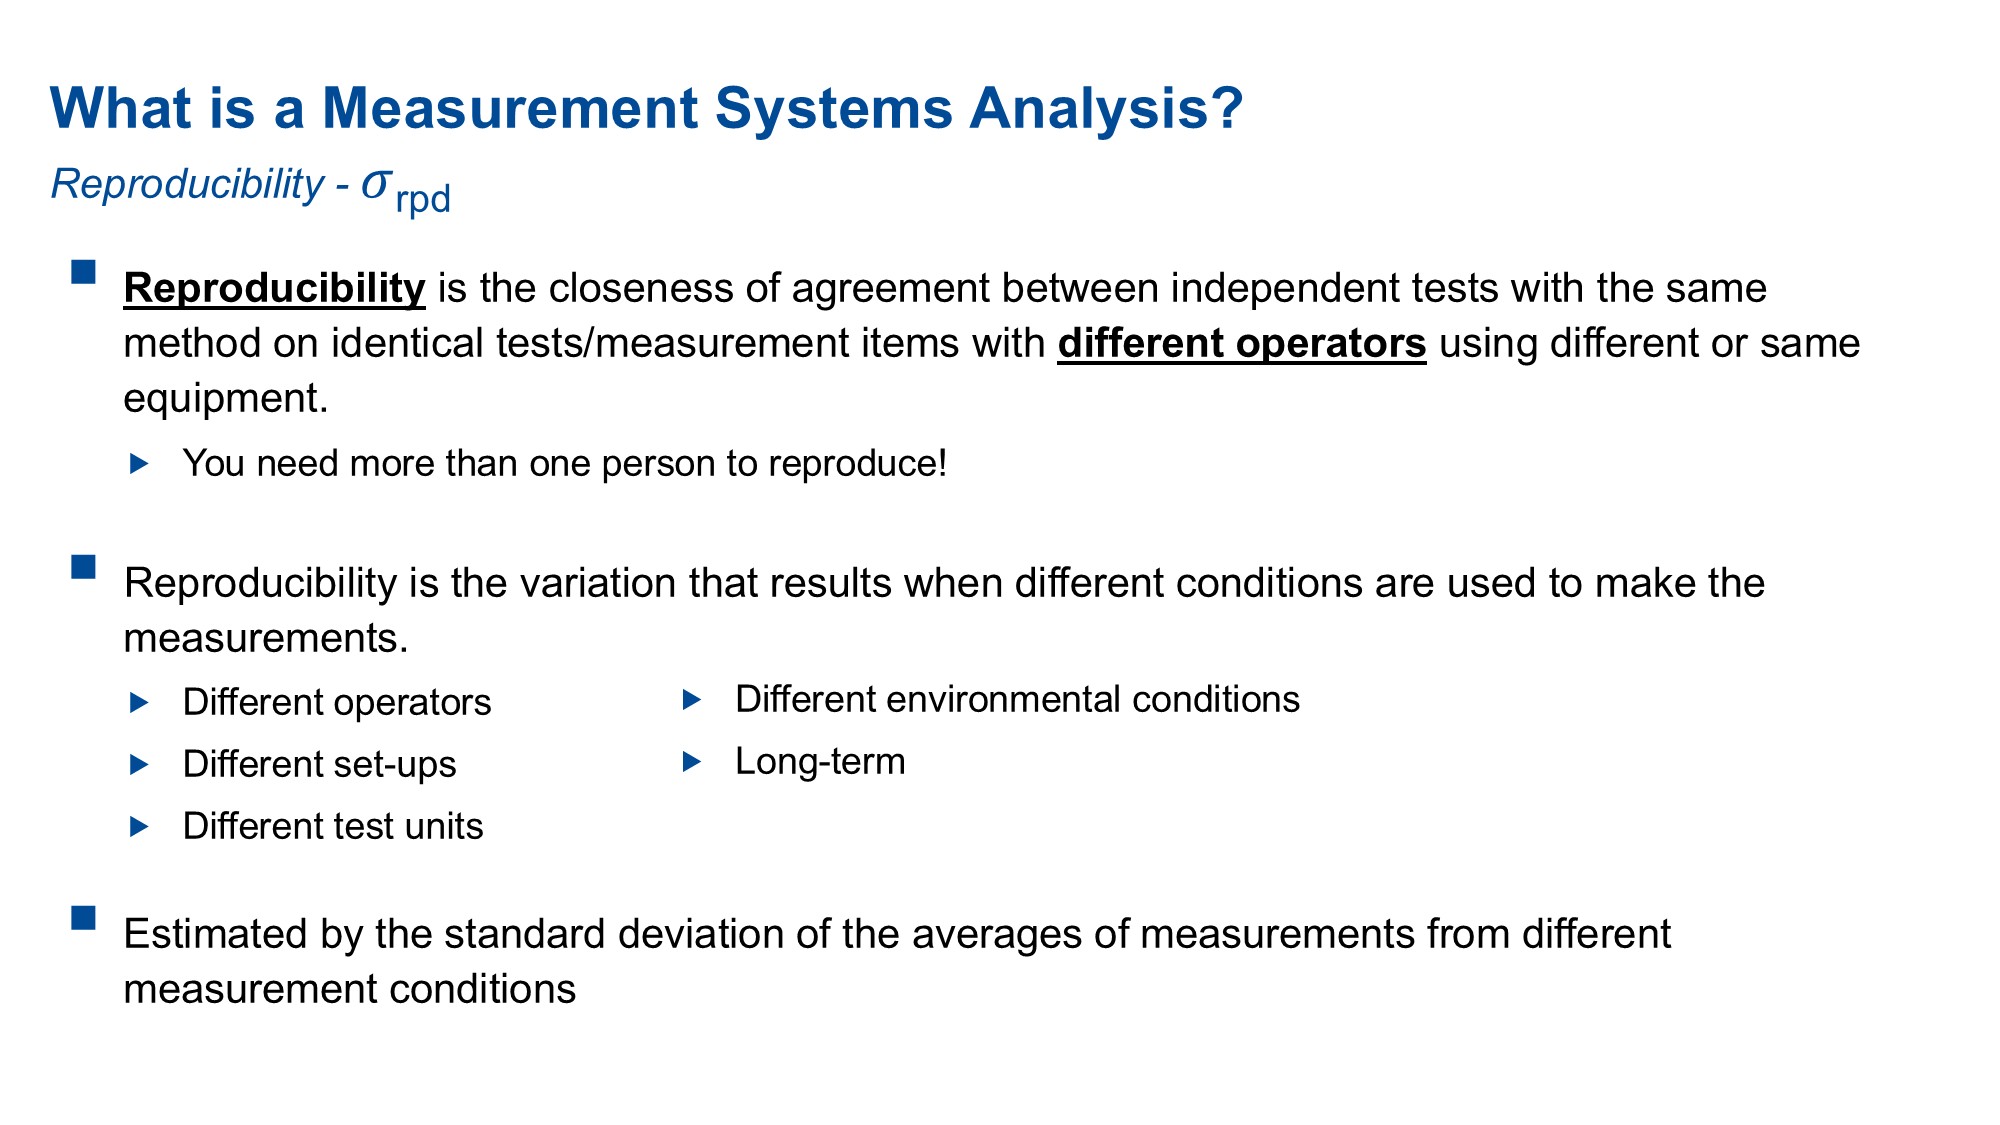 What is a Measurement Systems Analysis?
Reproducibility - σ rpd
Reproducibility is the closeness of agreement between independent tests with the same
method on identical tests/measurement items with different operators using different or same
equipment.
You need more than one person to reproduce!
Reproducibility is the variation that results when different conditions are used to make the
measurements.
Different operators
Different set-ups
Different test units
Different environmental conditions
Long-term
Estimated by the standard deviation of the averages of measurements from different
measurement conditions